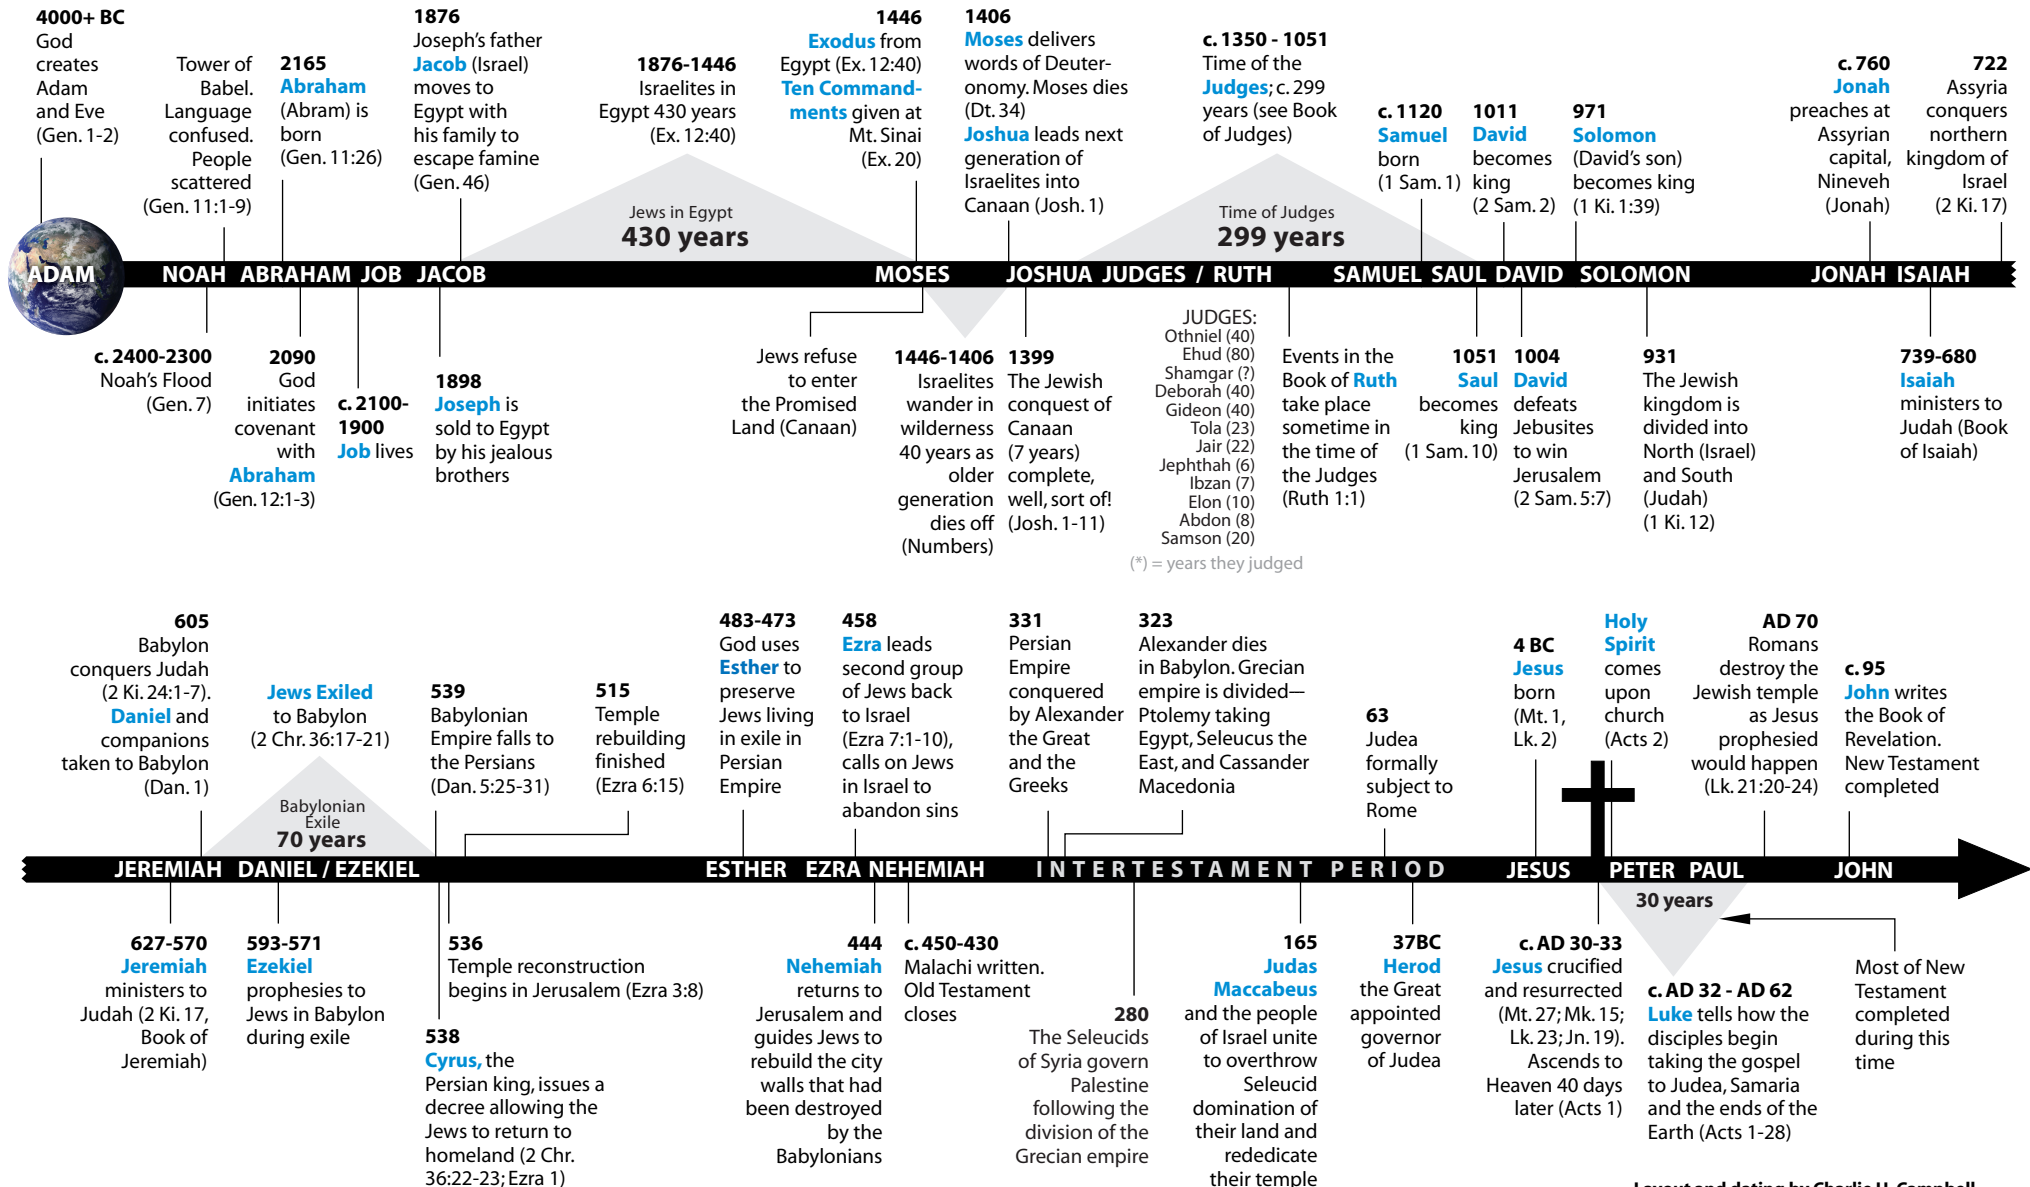 4000+ BC
God
creates
Adam
and Eve
(Gen. 1-2)
Tower of
Babel.
Language
confused.
People
scattered
(Gen. 11:1-9)
2165
Abraham
(Abram) is
born
(Gen. 11:26)
1876
Joseph's father
Jacob (Israel)
moves to
Egypt with
his family to
escape famine
(Gen. 46)
1876-1446
Israelites in
Egypt 430 years
(Ex. 12:40)
Jews in Egypt
430 years
1446
Exodus from
Egypt (Ex. 12:40)
Ten Command-
ments given at
Mt. Sinai
(Ex. 20)
1406
Moses delivers
words of Deuter-
onomy. Moses dies
(Dt. 34)
Joshua leads next
generation of
Israelites into
Canaan (Josh. 1)
c. 1350 - 1051
Time of the
Judges; c. 299
years (see Book
of Judges)
Time of Judges
299 years
c. 1120
Samuel
born
(1 Sam. 1)
1011
David
becomes
king
(2 Sam. 2)
971
Solomon
(David's son)
becomes king
(1 Ki. 1:39)
c. 760
Jonah
preaches at
Assyrian
capital,
Nineveh
(Jonah)
722
Assyria
conquers
northern
kingdom of
Israel
(2 Ki. 17)
ADAM NOAH ABRAHAM JOB JACOB MOSES JOSHUA JUDGES / RUTH SAMUEL SAUL DAVID SOLOMON JONAH ISAIAH
c. 2400-2300
Noah's Flood
(Gen. 7)
2090
God
initiates
covenant
with
Abraham
(Gen. 12:1-3)
c. 2100-
1900
Job lives
1898
Joseph is
sold to Egypt
by his jealous
brothers
Jews refuse
to enter
the Promised
Land (Canaan)
1446-1406
Israelites
wander in
wilderness
40 years as
older
generation
dies off
(Numbers)
1399
The Jewish
conquest of
Canaan
(7 years)
complete,
well, sort of!
(Josh. 1-11)
JUDGES:
Othniel (40)
Ehud (80)
Shamgar (?)
Deborah (40)
Gideon (40)
Tola (23)
Jair (22)
Jephthah (6)
Ibzan (7)
Elon (10)
Abdon (8)
Samson (20)
(*) = years they judged
Events in the
Book of Ruth
take place
sometime in
the time of
the Judges
(Ruth 1:1)
1051
Saul
becomes
king
(1 Sam. 10)
1004
David
defeats
Jebusites
to win
Jerusalem
(2 Sam. 5:7)
931
The Jewish
kingdom is
divided into
North (Israel)
and South
(Judah)
(1 Ki. 12)
739-680
Isaiah
ministers to
Judah (Book
of Isaiah)
605
Babylon
conquers Judah
(2 Ki. 24:1-7).
Daniel and
companions
taken to Babylon
(Dan. 1)
Jews Exiled
to Babylon
(2 Chr. 36:17-21)
Babylonian
Exile
70 years
539
Babylonian
Empire falls to
the Persians
(Dan. 5:25-31)
515
Temple
rebuilding
finished
(Ezra 6:15)
483-473
God uses
Esther to
preserve
Jews living
in exile in
Persian
Empire
458
Ezra leads
second group
of Jews back
to Israel
(Ezra 7:1-10),
calls on Jews
in Israel to
abandon sins
331
Persian
Empire
conquered
by Alexander
the Great
and the
Greeks
323
Alexander dies
in Babylon. Grecian
empire is divided—
Ptolemy taking
Egypt, Seleucus the
East, and Cassander
Macedonia
63
Judea
formally
subject to
Rome
4 BC
Jesus
born
(Mt. 1,
Lk. 2)
Holy
Spirit
comes
upon
church
(Acts 2)
AD 70
Romans
destroy the
Jewish temple
as Jesus
prophesied
would happen
(Lk. 21:20-24)
c. 95
John writes
the Book of
Revelation.
New Testament
completed
JEREMIAH DANIEL / EZEKIEL ESTHER EZRA NEHEMIAH INTERTESTAMENT PERIOD JESUS PETER PAUL JOHN
627-570
Jeremiah
ministers to
Judah (2 Ki. 17,
Book of
Jeremiah)
593-571
Ezekiel
prophesies to
Jews in Babylon
during exile
536
Temple reconstruction
begins in Jerusalem (Ezra 3:8)
538
Cyrus, the
Persian king, issues a
decree allowing the
Jews to return to
homeland (2 Chr.
36:22-23; Ezra 1)
444
Nehemiah
returns to
Jerusalem and
guides Jews to
rebuild the city
walls that had
been destroyed
by the
Babylonians
c. 450-430
Malachi written.
Old Testament
closes
280
The Seleucids
of Syria govern
Palestine
following the
division of the
Grecian empire
165
Judas
Maccabeus
and the people
of Israel unite
to overthrow
Seleucid
domination of
their land and
rededicate
their temple
37BC
Herod
the Great
appointed
governor
of Judea
c. AD 30-33
Jesus crucified
and resurrected
(Mt. 27; Mk. 15;
Lk. 23; Jn. 19).
Ascends to
Heaven 40 days
later (Acts 1)
30 years
c. AD 32 - AD 62
Luke tells how the
disciples begin
taking the gospel
to Judea, Samaria
and the ends of the
Earth (Acts 1-28)
Most of New
Testament
completed
during this
time
Layout and dating by Charlie H. Campbell